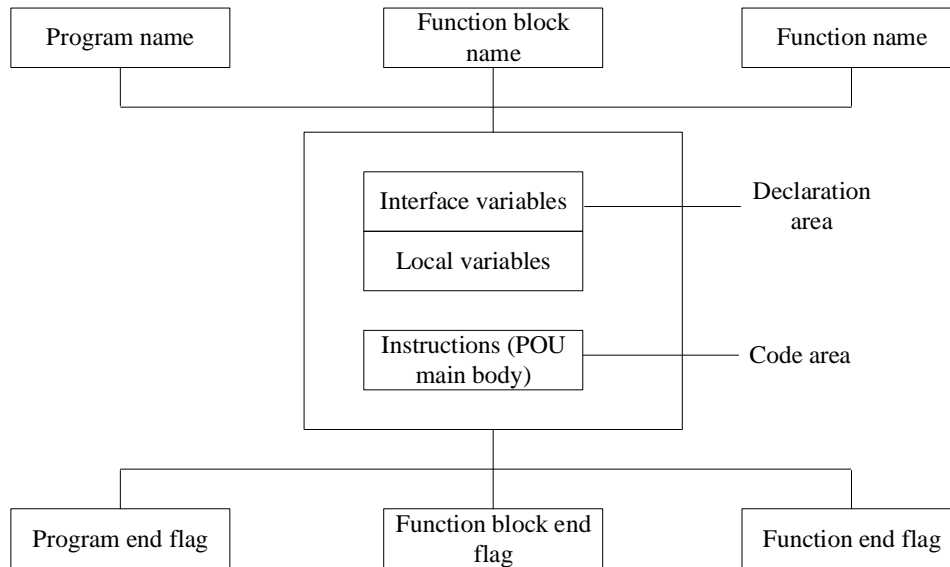 Program name
Function block
name
Function name
Interface variables
Local variables
Declaration
area
Instructions (POU
main body)
Code area
Program end flag
Function block end
flag
Function end flag